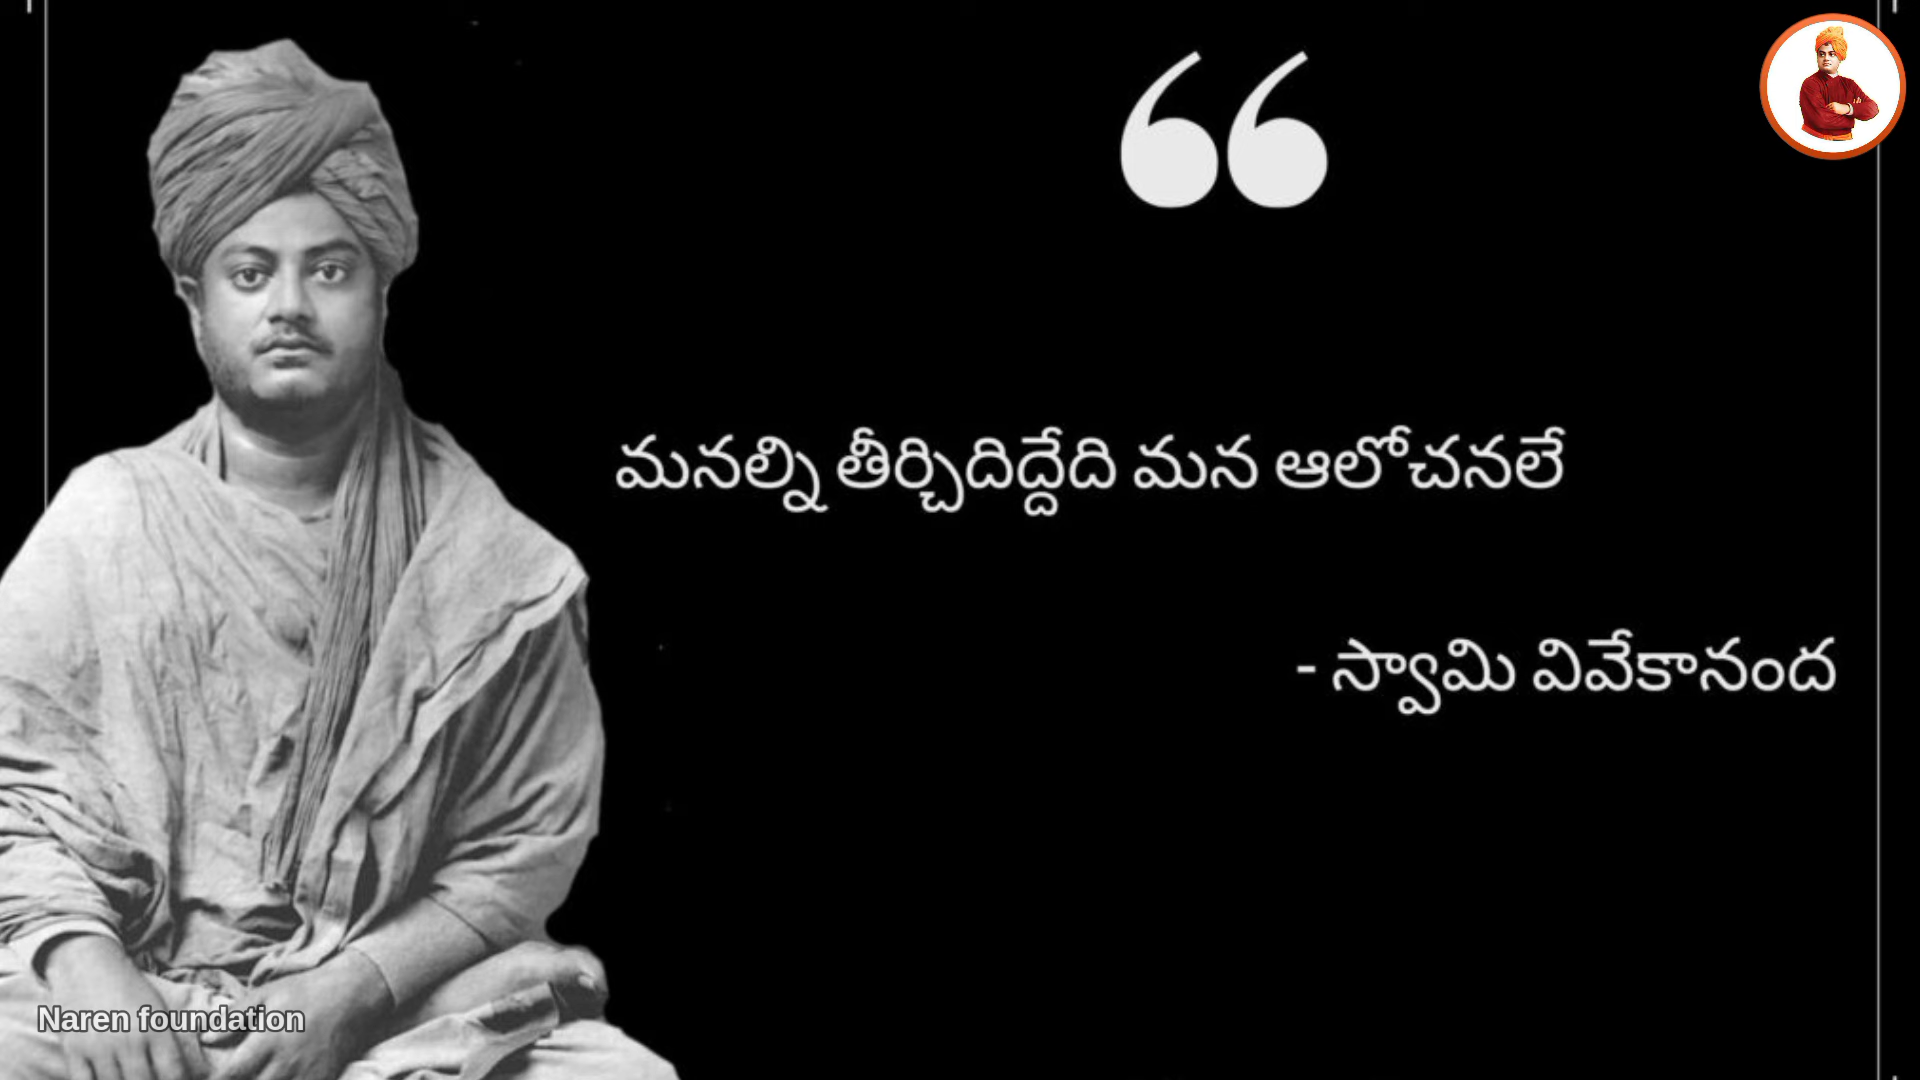 మనల్ని తీర్చిదిద్దేది మన ఆలోచనలే
- స్వామి వివేకానంద
Naren foundation